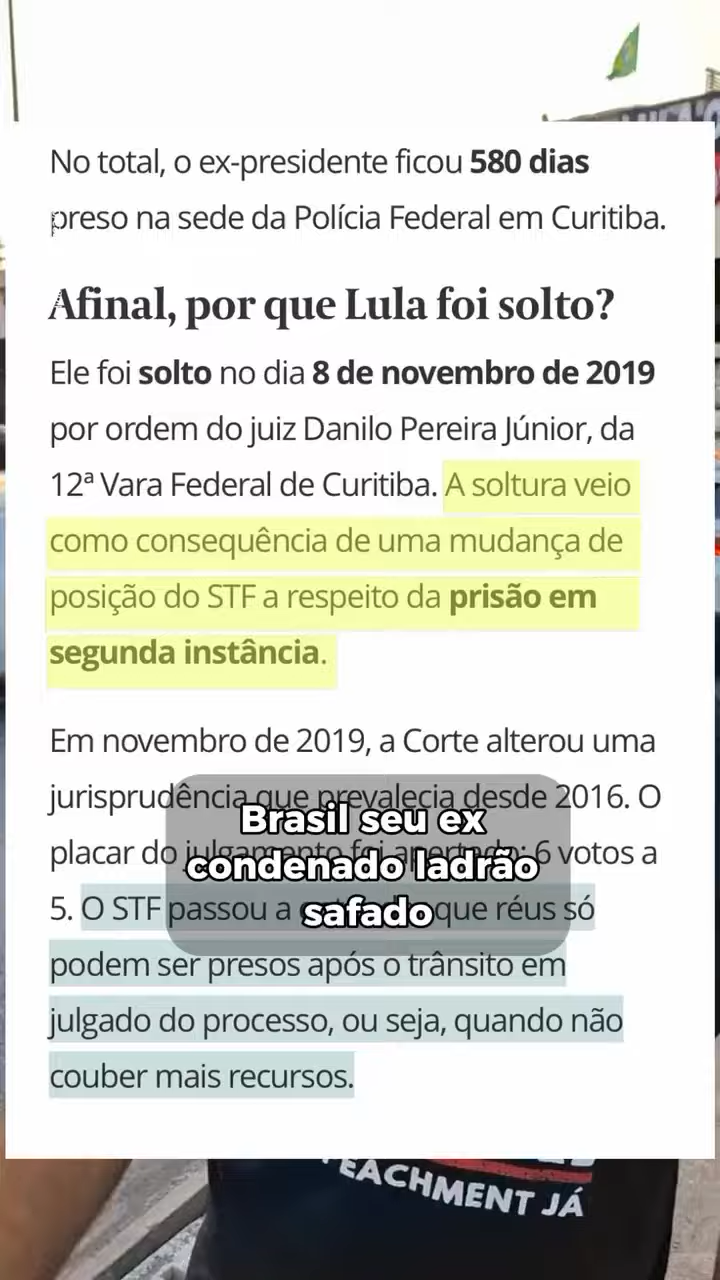 No total, o ex-presidente ficou 580 dias
preso na sede da Polícia Federal em Curitiba.
Afinal, por que Lula foi solto?
Ele foi solto no dia 8 de novembro de 2019
por ordem do juiz Danilo Pereira Júnior, da
12ª Vara Federal de Curitiba. A soltura veio
como consequência de uma mudança de
posição do STF a respeito da prisão em
segunda instância.
Em novembro de 2019, a Corte alterou uma
jurisprudência que prevalecia desde 2016. O
placar do julgamento foi apertado: 6 votos a
5. O STF passou a que réus só
podem ser presos após o trânsito em
julgado do processo, ou seja, quando não
couber mais recursos.
Brasil seu ex
condenado ladrão
safado
EACHMENT JÁ